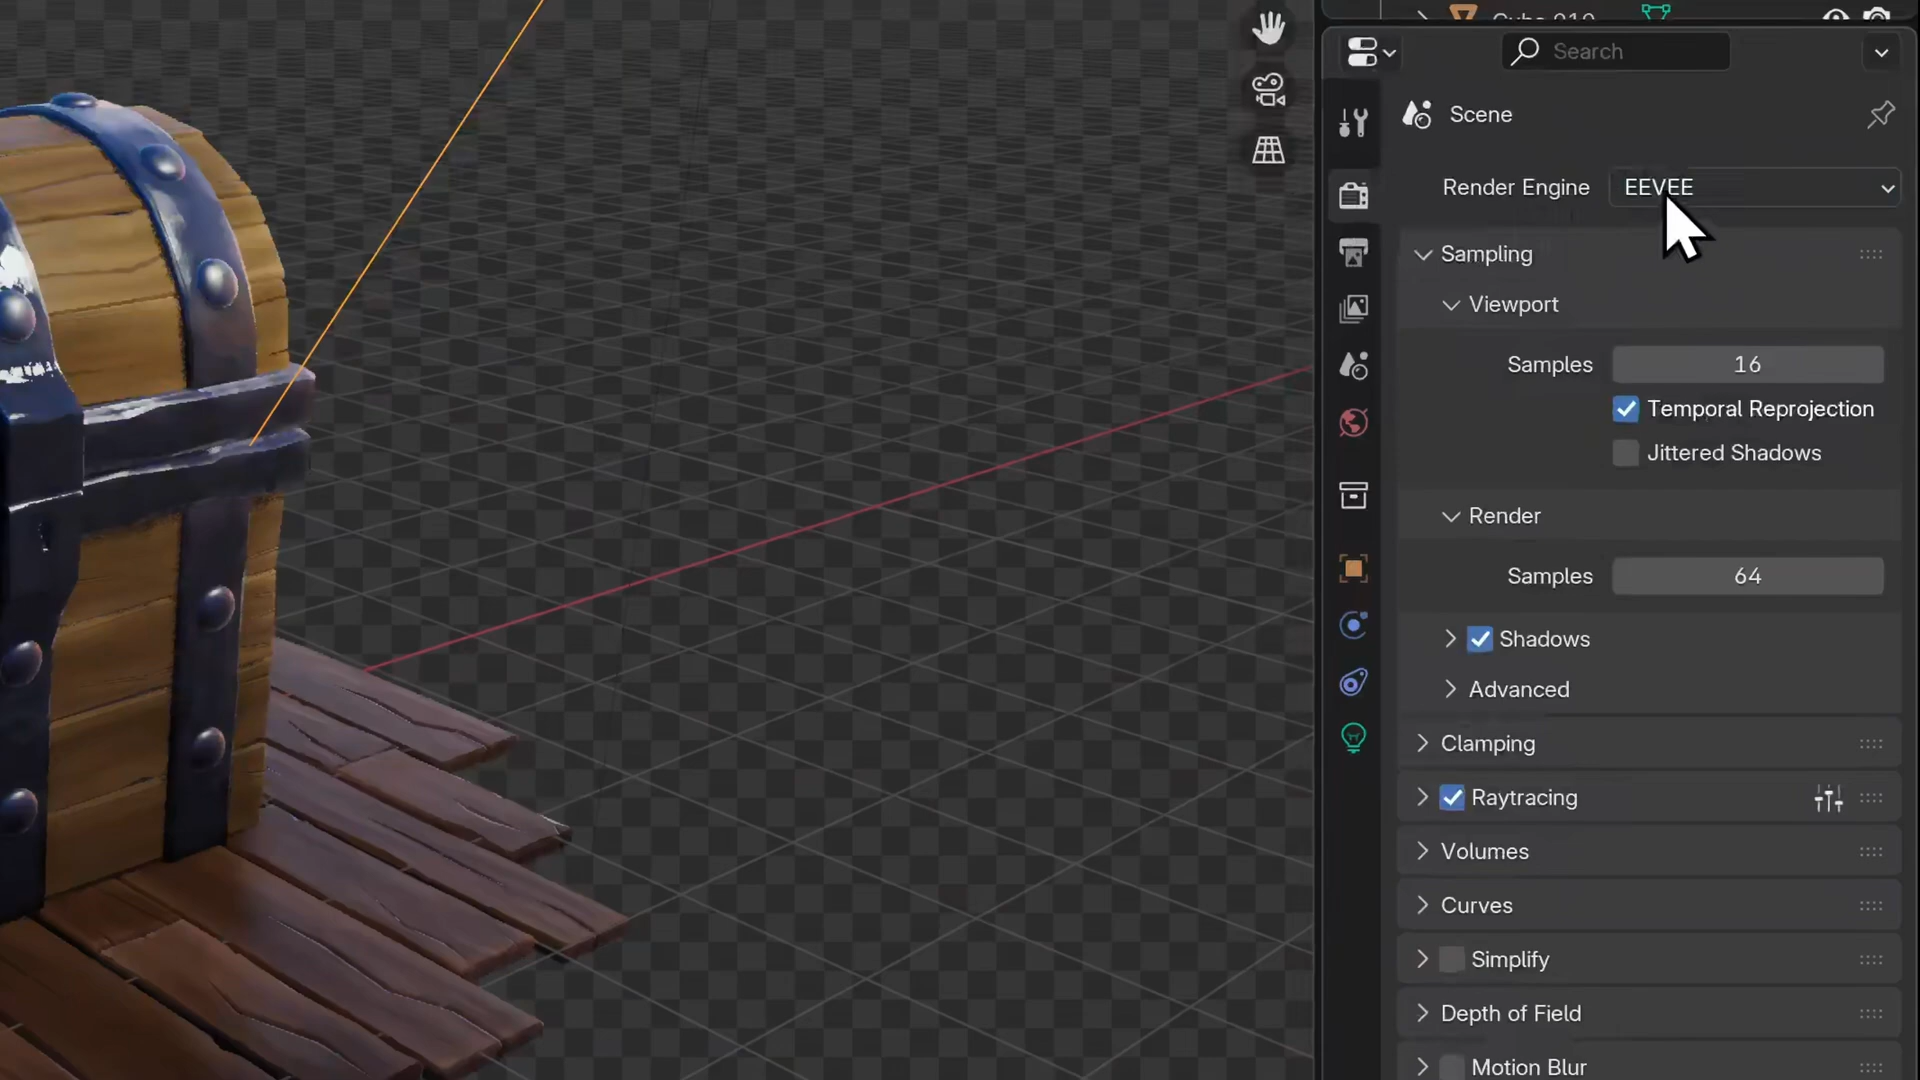 Search
Scene
Render Engine EEVEE
Sampling
Viewport
Samples 16
Temporal Reprojection
Jittered Shadows
Render
Samples 64
Shadows
Advanced
Clamping
Raytracing
Volumes
Curves
Simplify
Depth of Field
Motion Blur